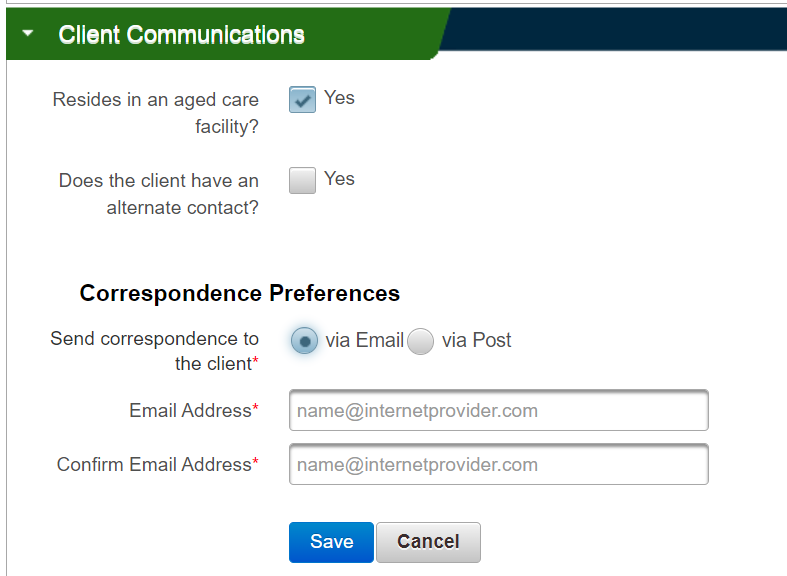 Client Communications
Resides in an aged care
facility?
Yes
Does the client have an
alternate contact?
Yes
Correspondence Preferences
Send correspondence to
the client*
via Email via Post
Email Address*
name@internetprovider.com
Confirm Email Address*
name@internetprovider.com
Save Cancel